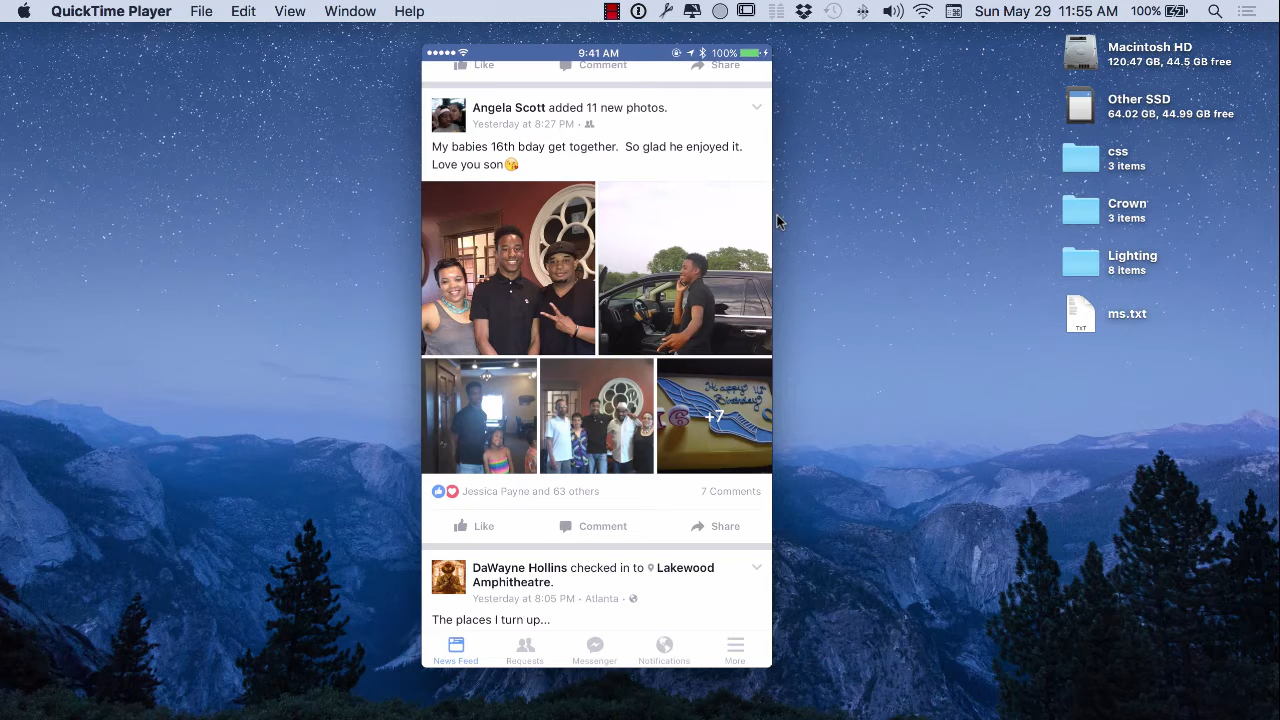 QuickTime Player File Edit View Window Help Sun May 29 11:55 AM 100%
9:41 AM 100%
Like Comment Share
Angela Scott added 11 new photos.
Yesterday at 8:27 PM ·
My babies 16th bday get together. So glad he enjoyed it.
Love you son
Happy
Birthday
16
+7
Jessica Payne and 63 others 7 Comments
Like Comment Share
DaWayne Hollins checked in to Lakewood
Amphitheatre.
Yesterday at 8:05 PM · Atlanta ·
The places I turn up...
News Feed Requests Messenger Notifications More
Macintosh HD
120.47 GB, 44.5 GB free
Other SSD
64.02 GB, 44.99 GB free
css
3 items
Crown
3 items
Lighting
8 items
TXT
ms.txt